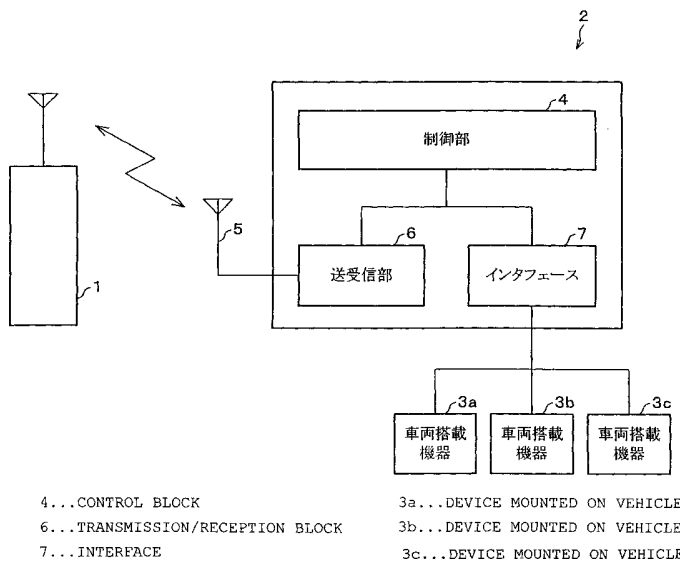 2
4
制御部
5
6
送受信部
7
インタフェース
1
3a
車両搭載
機器
3b
車両搭載
機器
3c
車両搭載
機器
4...CONTROL BLOCK
6...TRANSMISSION/RECEPTION BLOCK
7...INTERFACE
3a...DEVICE MOUNTED ON VEHICLE
3b...DEVICE MOUNTED ON VEHICLE
3c...DEVICE MOUNTED ON VEHICLE